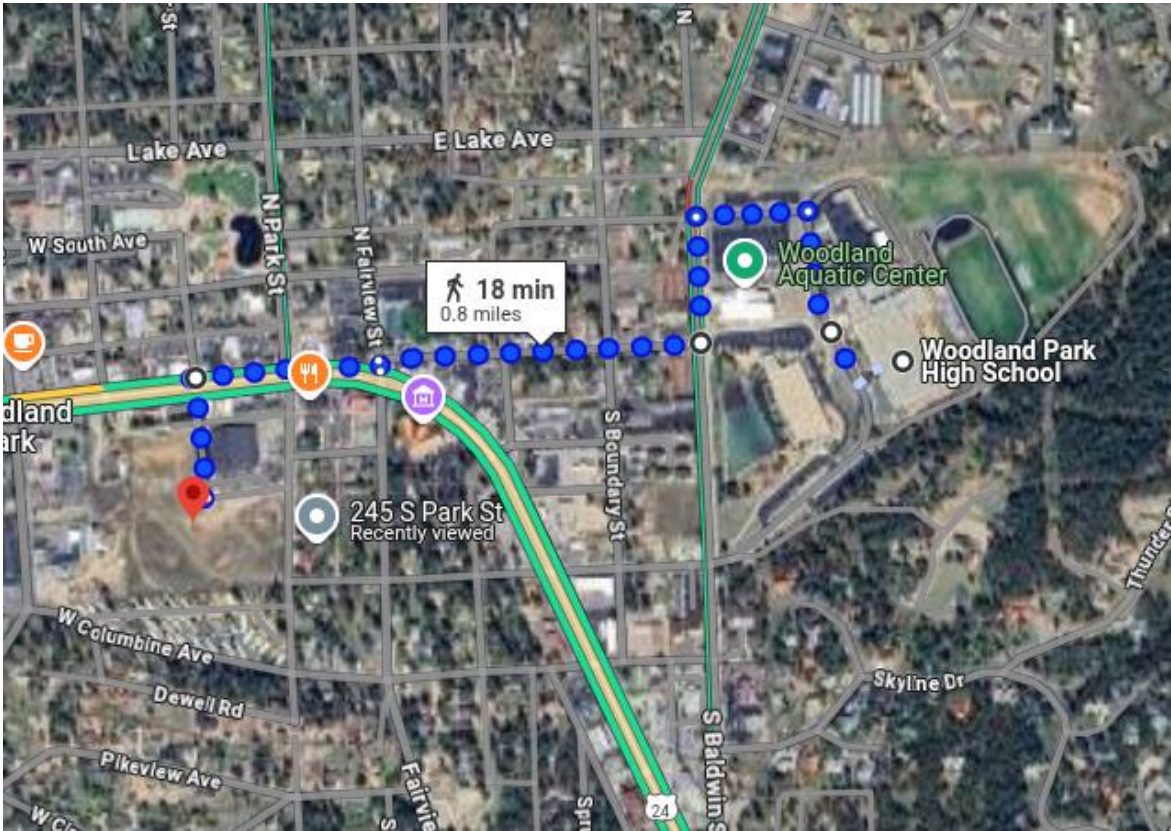 Lake Ave
E Lake Ave
N
N Park St
W South Ave
N Fairview St
18 min
0.8 miles
Woodland
Aquatic Center
Woodland Park
High School
dland
ark
S Boundary St
245 S Park St
Recently viewed
W Columbine Ave
Dewell Rd
Pikeview Ave
Skyline Dr
Thunder
S Baldwin S
Fairvie
S
Spru
24